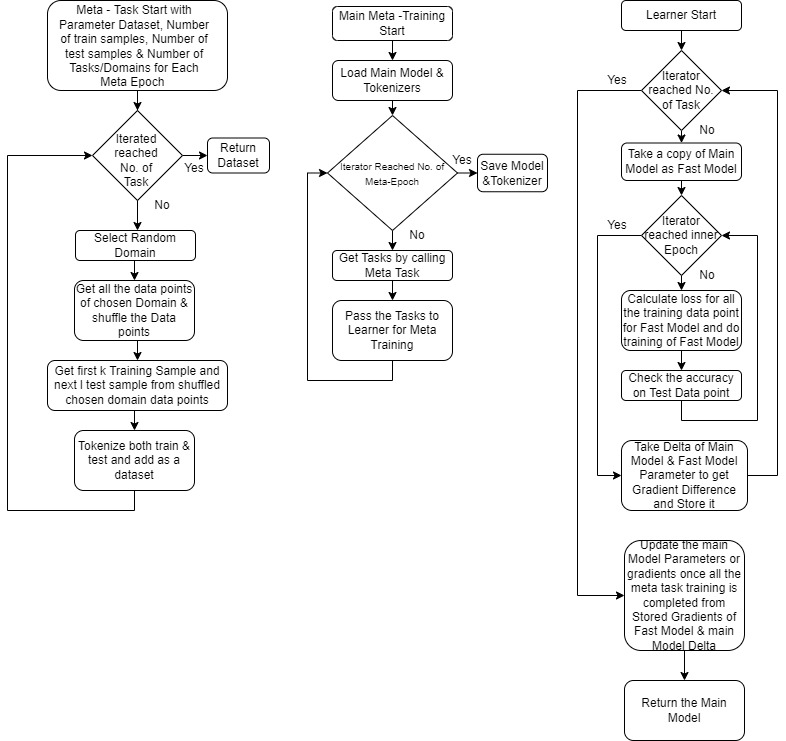 Meta - Task Start with
Parameter Dataset, Number
of train samples, Number of
test samples & Number of
Tasks/Domains for Each
Meta Epoch
Iterated
reached
No. of
Task
Yes
Return
Dataset
No
Select Random
Domain
Get all the data points
of chosen Domain &
shuffle the Data
points
Get first k Training Sample and
next l test sample from shuffled
chosen domain data points
Tokenize both train &
test and add as a
dataset
Main Meta -Training
Start
Load Main Model &
Tokenizers
Iterator Reached No. of
Meta-Epoch
Yes
Save Model
&Tokenizer
No
Get Tasks by calling
Meta Task
Pass the Tasks to
Learner for Meta
Training
Learner Start
Iterator
reached No.
of Task
Yes
No
Take a copy of Main
Model as Fast Model
Iterator
reached inner
Epoch
Yes
No
Calculate loss for all
the training data point
for Fast Model and do
training of Fast Model
Check the accuracy
on Test Data point
Take Delta of Main
Model & Fast Model
Parameter to get
Gradient Difference
and Store it
Update the main
Model Parameters or
gradients once all the
meta task training is
completed from
Stored Gradients of
Fast Model & main
Model Delta
Return the Main
Model